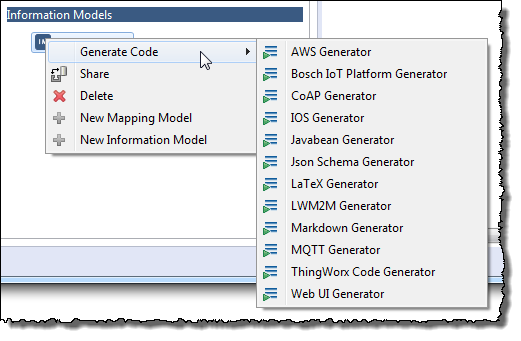 Information Models
Generate Code
Share
Delete
New Mapping Model
New Information Model
AWS Generator
Bosch IoT Platform Generator
CoAP Generator
IOS Generator
Javabean Generator
Json Schema Generator
LaTeX Generator
LWM2M Generator
Markdown Generator
MQTT Generator
ThingWorx Code Generator
Web UI Generator